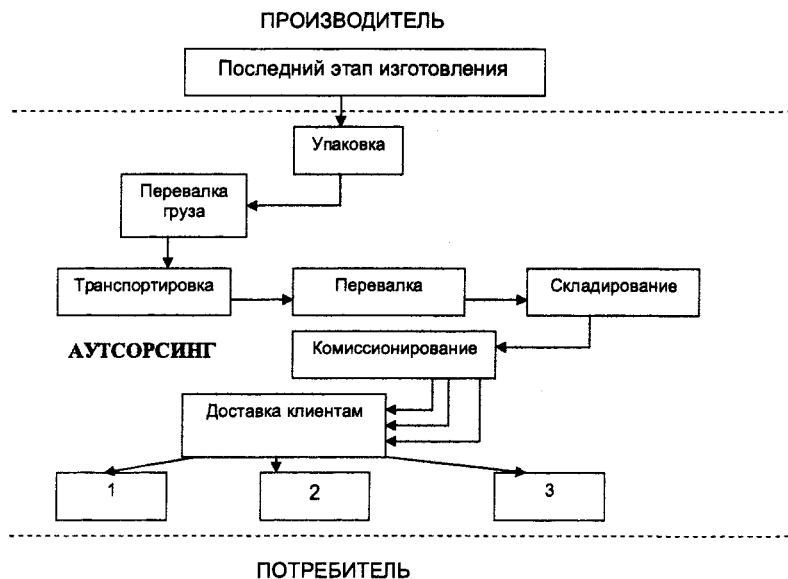 ПРОИЗВОДИТЕЛЬ
Последний этап изготовления
Упаковка
Перевалка
груза
Транспортировка
Перевалка
Складирование
АУТСОРСИНГ
Комиссионирование
Доставка клиентам
1
2
3
ПОТРЕБИТЕЛЬ